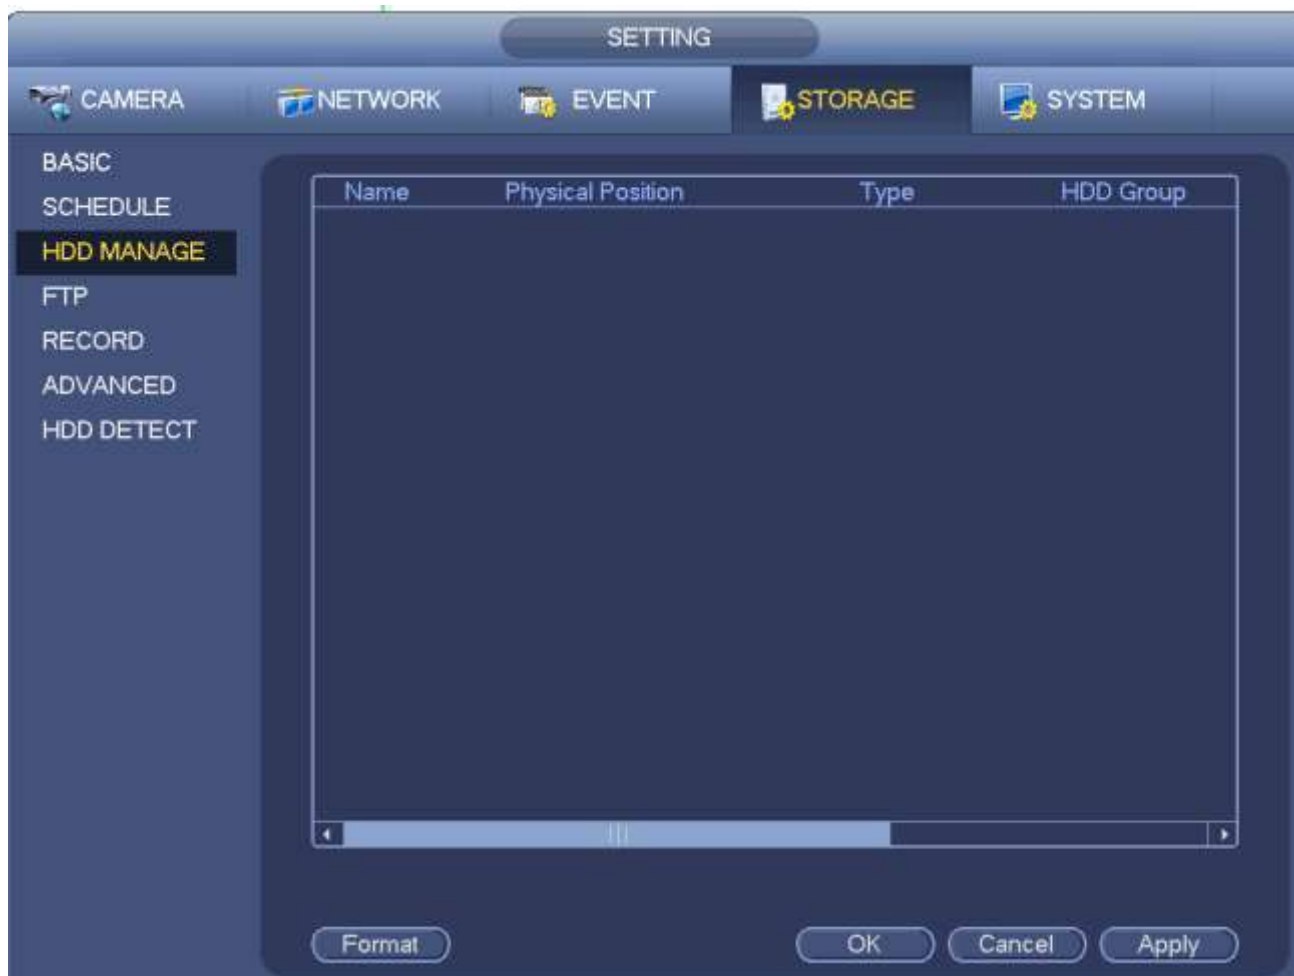 SETTING
CAMERA NETWORK EVENT STORAGE SYSTEM
BASIC
SCHEDULE
HDD MANAGE
FTP
RECORD
ADVANCED
HDD DETECT
Name Physical Position Type HDD Group
Format OK Cancel Apply